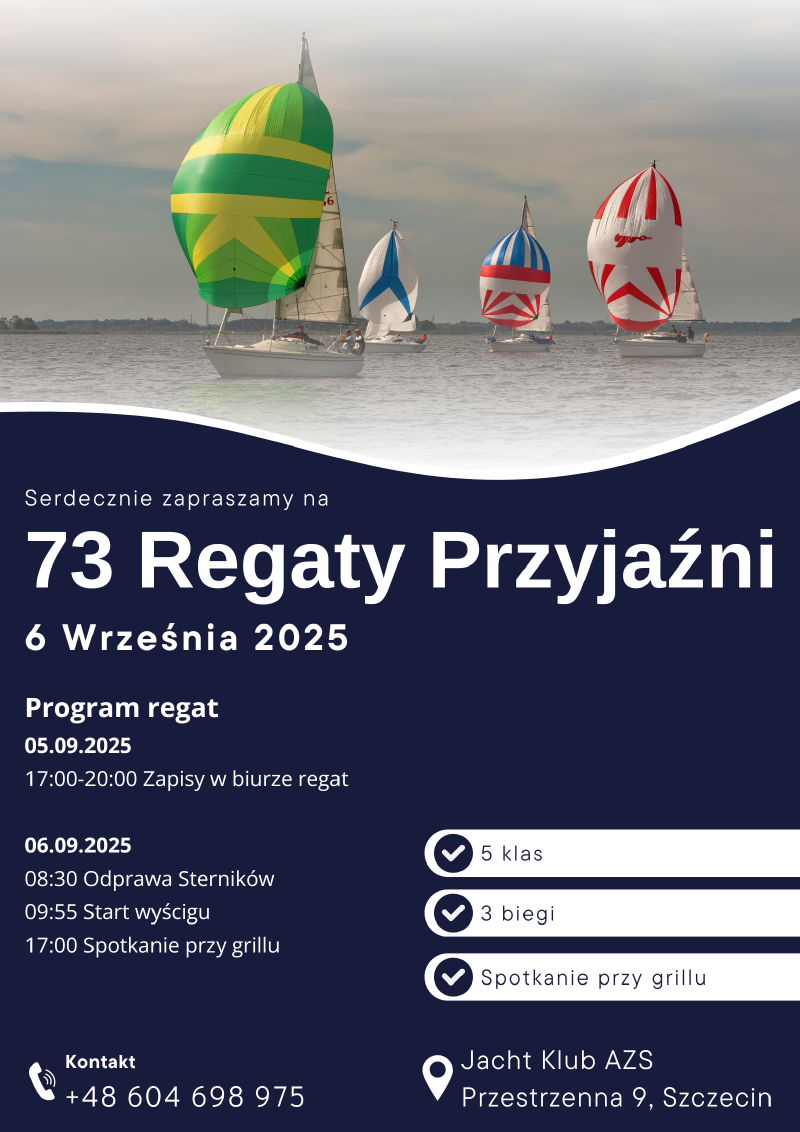 Serdecznie zapraszamy na
73 Regaty Przyjaźni
6 Września 2025
Program regat
05.09.2025
17:00-20:00 Zapisy w biurze regat
06.09.2025
08:30 Odprawa Sterników
09:55 Start wyścigu
17:00 Spotkanie przy grillu
5 klas
3 biegi
Spotkanie przy grillu
Kontakt
+48 604 698 975
Jacht Klub AZS
Przestrzenna 9, Szczecin